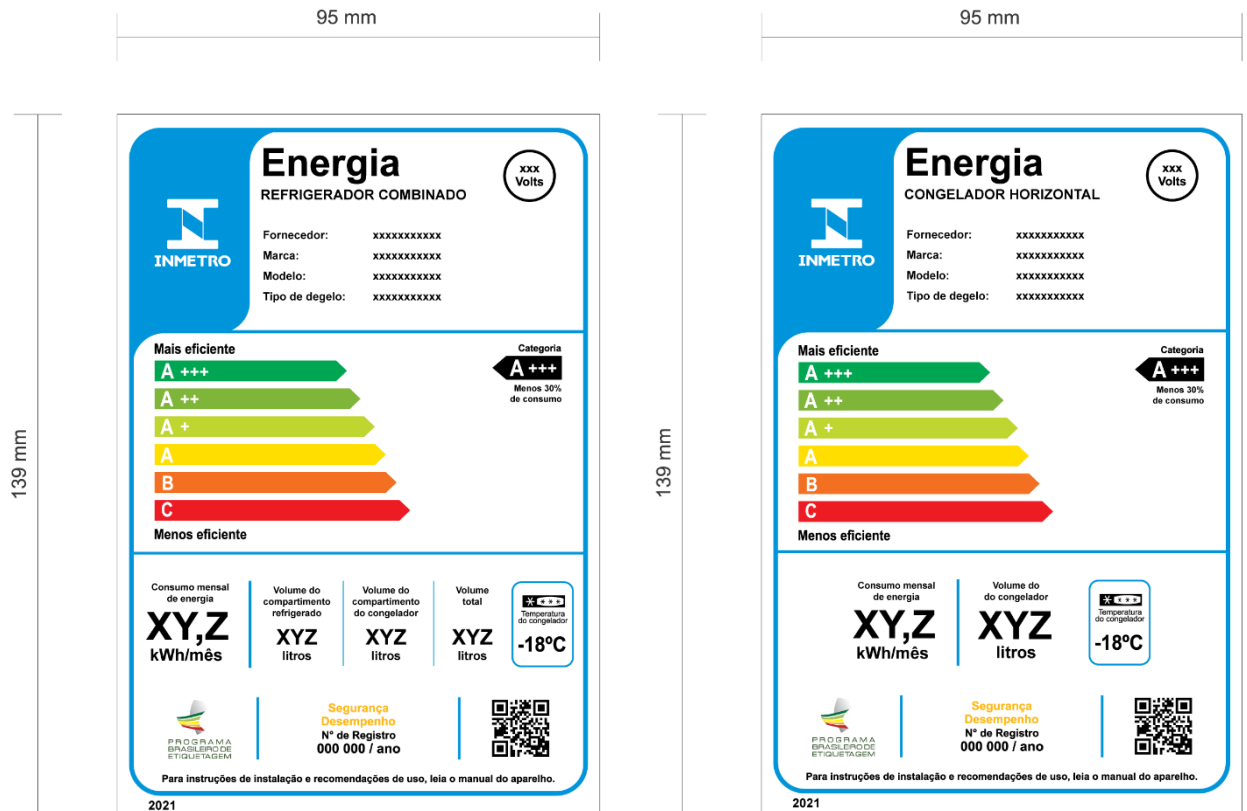 95 mm
139 mm
Energia
REFRIGERADOR COMBINADO
xxx
Volts
INMETRO
Fornecedor: xxxxxxxxxxx
Marca: xxxxxxxxxxx
Modelo: xxxxxxxxxxx
Tipo de degelo: xxxxxxxxxxx
Mais eficiente
A +++
A ++
A +
A
B
C
Menos eficiente
Categoria
A +++
Menos 30%
de consumo
Consumo mensal
de energia
XY,Z
kWh/mês
Volume do
compartimento
refrigerado
XYZ
litros
Volume do
compartimento
do congelador
XYZ
litros
Volume
total
XYZ
litros
Temperatura
do congelador
-18ºC
PROGRAMA
BRASILEIRO DE
ETIQUETAGEM
Segurança
Desempenho
N° de Registro
000 000 / ano
Para instruções de instalação e recomendações de uso, leia o manual do aparelho.
2021
95 mm
139 mm
Energia
CONGELADOR HORIZONTAL
xxx
Volts
INMETRO
Fornecedor: xxxxxxxxxxx
Marca: xxxxxxxxxxx
Modelo: xxxxxxxxxxx
Tipo de degelo: xxxxxxxxxxx
Mais eficiente
A +++
A ++
A +
A
B
C
Menos eficiente
Categoria
A +++
Menos 30%
de consumo
Consumo mensal
de energia
XY,Z
kWh/mês
Volume do
do congelador
XYZ
litros
Temperatura
do congelador
-18ºC
PROGRAMA
BRASILEIRO DE
ETIQUETAGEM
Segurança
Desempenho
N° de Registro
000 000 / ano
Para instruções de instalação e recomendações de uso, leia o manual do aparelho.
2021